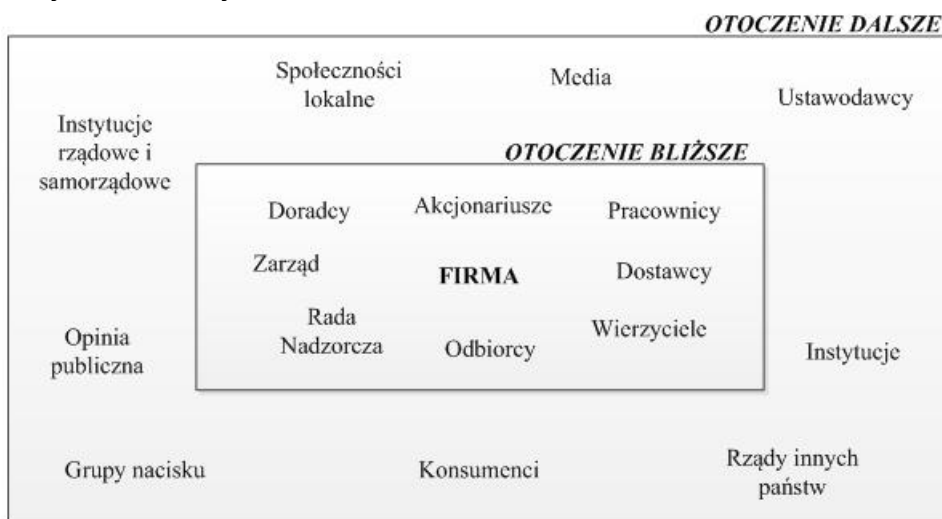 OTOCZENIE DALSZE
Społeczności
lokalne
Media
Ustawodawcy
Instytucje
rządowe i
samorządowe
OTOCZENIE BLIŻSZE
Doradcy
Akcjonariusze
Pracownicy
Zarząd
FIRMA
Dostawcy
Rada
Nadzorcza
Odbiorcy
Wierzyciele
Opinia
publiczna
Instytucje
Grupy nacisku
Konsumenci
Rządy innych
państw